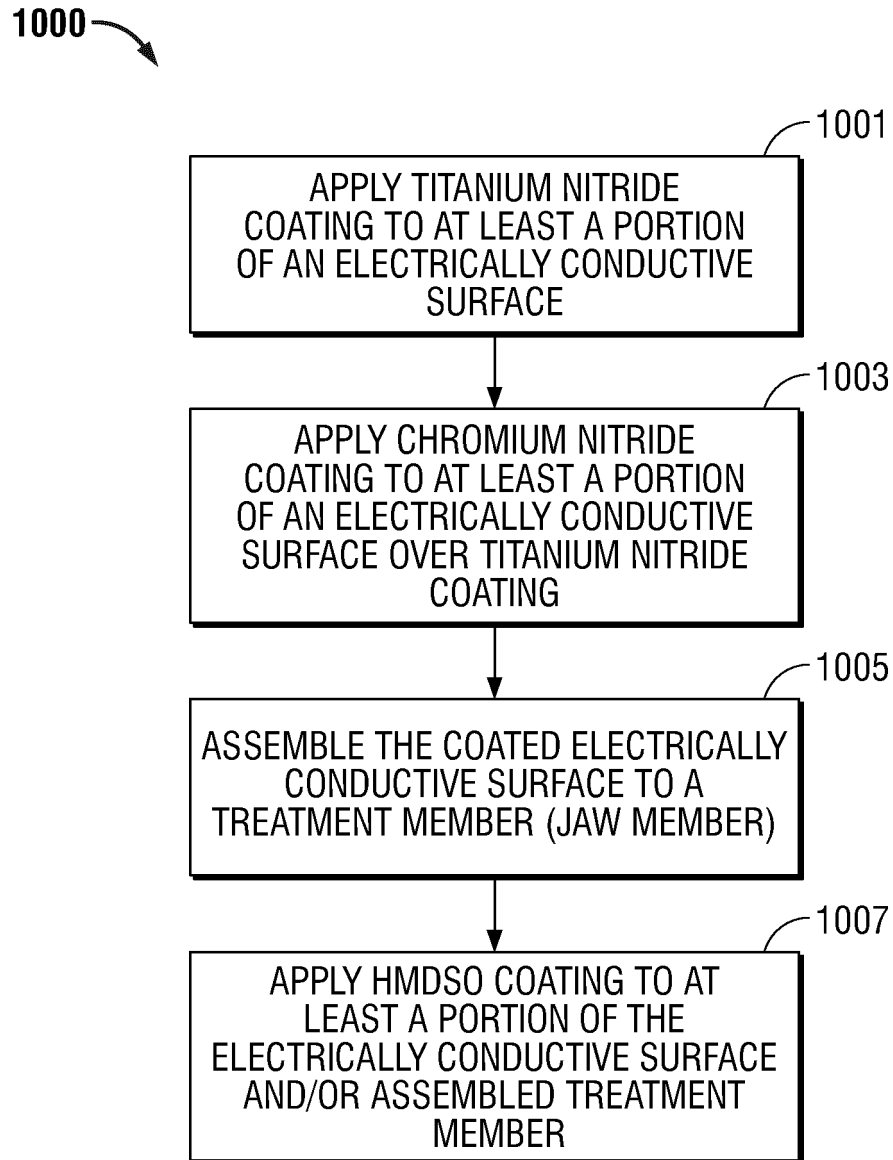 1000
1001
APPLY TITANIUM NITRIDE
COATING TO AT LEAST A PORTION
OF AN ELECTRICALLY CONDUCTIVE
SURFACE
1003
APPLY CHROMIUM NITRIDE
COATING TO AT LEAST A PORTION
OF AN ELECTRICALLY CONDUCTIVE
SURFACE OVER TITANIUM NITRIDE
COATING
1005
ASSEMBLE THE COATED ELECTRICALLY
CONDUCTIVE SURFACE TO A
TREATMENT MEMBER (JAW MEMBER)
1007
APPLY HMDSO COATING TO AT
LEAST A PORTION OF THE
ELECTRICALLY CONDUCTIVE SURFACE
AND/OR ASSEMBLED TREATMENT
MEMBER